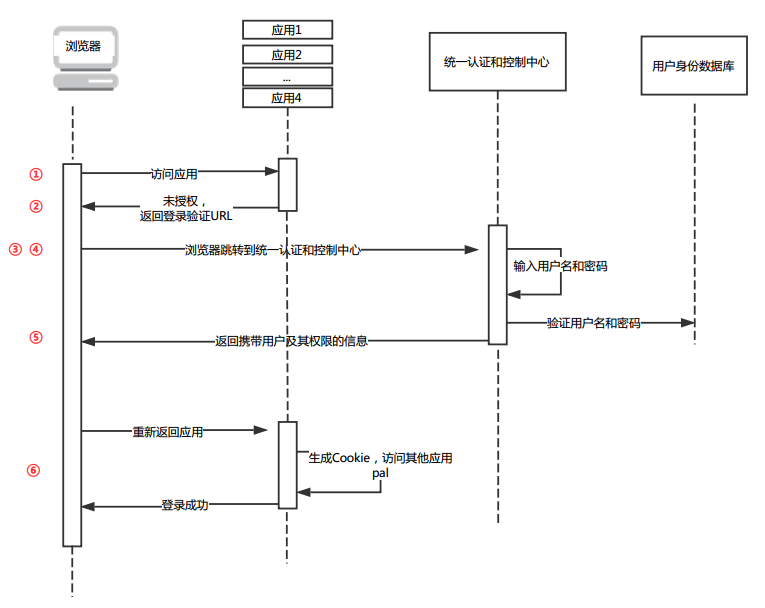 浏览器
应用1
应用2
...
应用4
统一认证和控制中心
用户身份数据库
① 访问应用
② 未授权，
返回登录验证URL
③ ④ 浏览器跳转到统一认证和控制中心
输入用户名和密码
验证用户名和密码
⑤ 返回携带用户及其权限的信息
重新返回应用
生成Cookie，访问其他应用
pal
⑥
登录成功